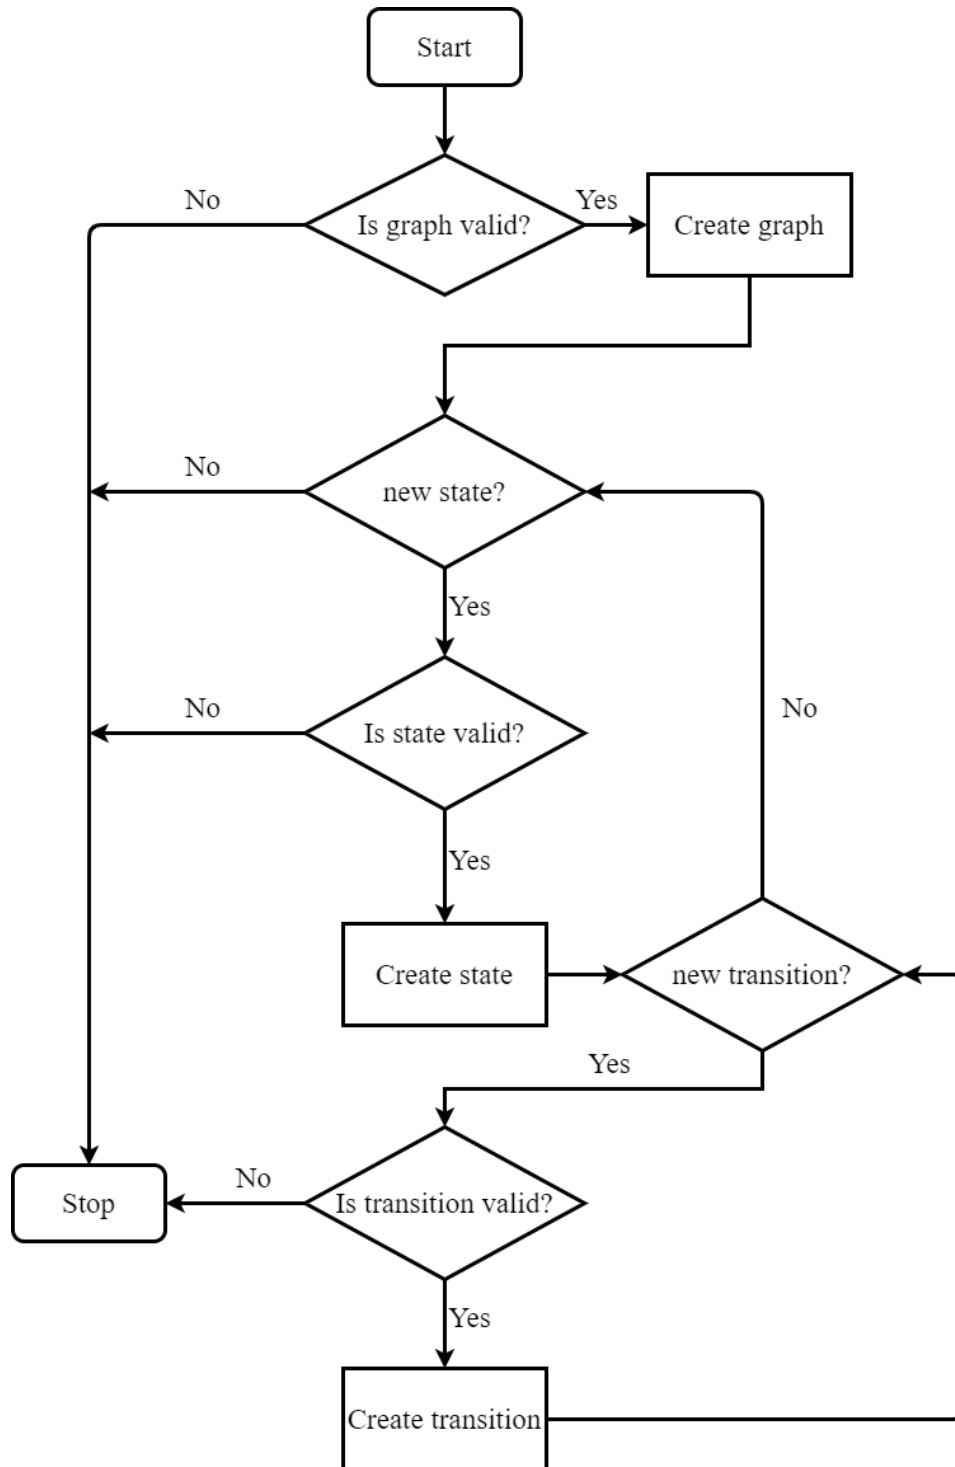 Start
No
Is graph valid?
Yes
Create graph
No
new state?
Yes
No
Is state valid?
No
Yes
Create state
new transition?
Yes
Stop
No
Is transition valid?
Yes
Create transition